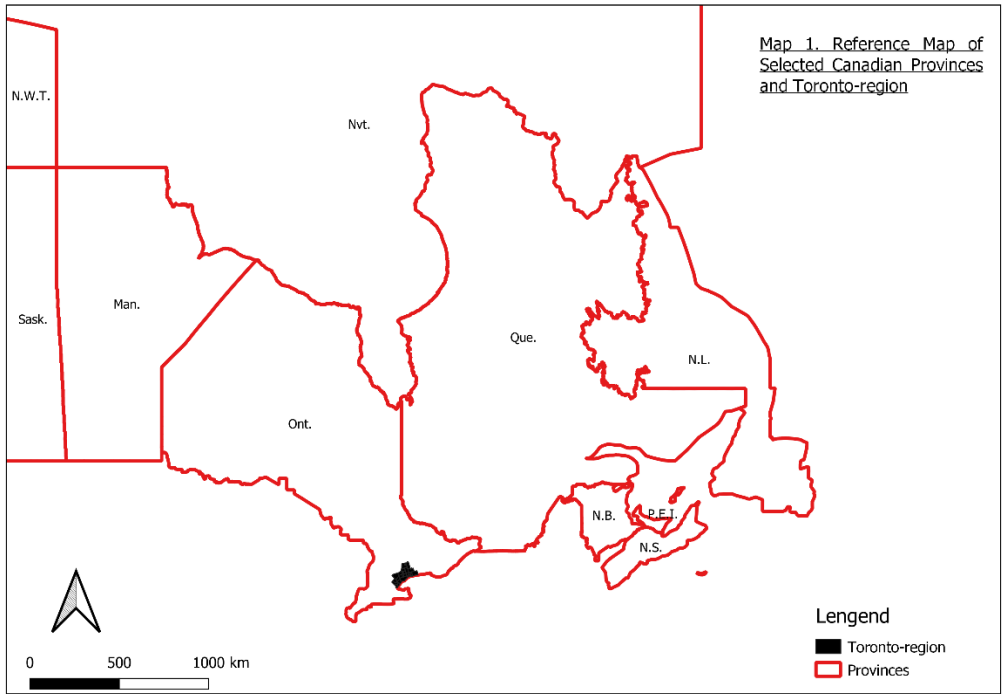 Map 1. Reference Map of
Selected Canadian Provinces
and Toronto-region
N.W.T.
Nvt.
Man.
Sask.
Que.
N.L.
Ont.
N.B.
P.E.I.
N.S.
Lengend
Toronto-region
Provinces
0 500 1000 km